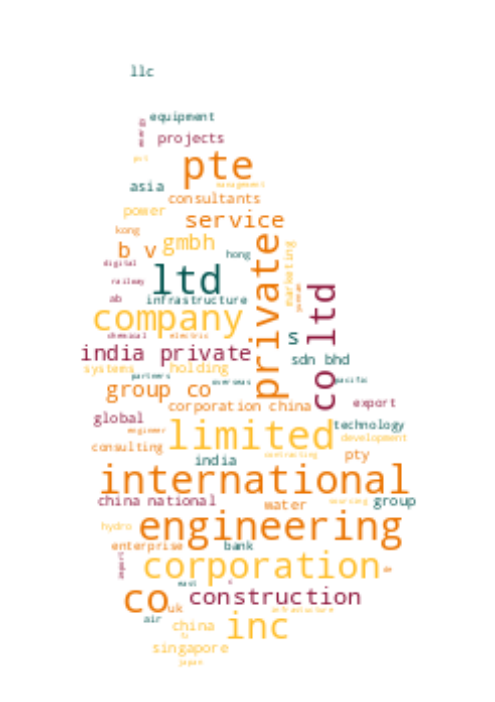 llc
equipment
projects
pte
management
asia
consultants
power
service
kong
b v
gmbh
hong
digital
private
marketing
ltd
railway
ab
infrastructure
co ltd
company
chemical
electric
s
india private
sdn bhd
systems
holding
partners
overseas
pacific
group co
corporation china
export
global
limited
technology
engineer
development
consulting
india
contracting
pty
international
china national
water
group
hydro
engineering
enterprise
bank
import
corporation
de
east
co
construction
uk
air
china
inc
singapore
japan